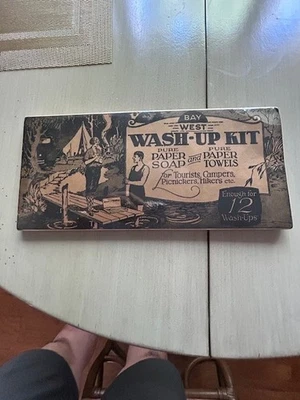 BAY
WEST
WASH-UP KIT
PURE PAPER SOAP and PURE PAPER TOWELS
for Tourists, Campers,
Picnickers, Hikers etc.
Enough for
12
Wash-Ups